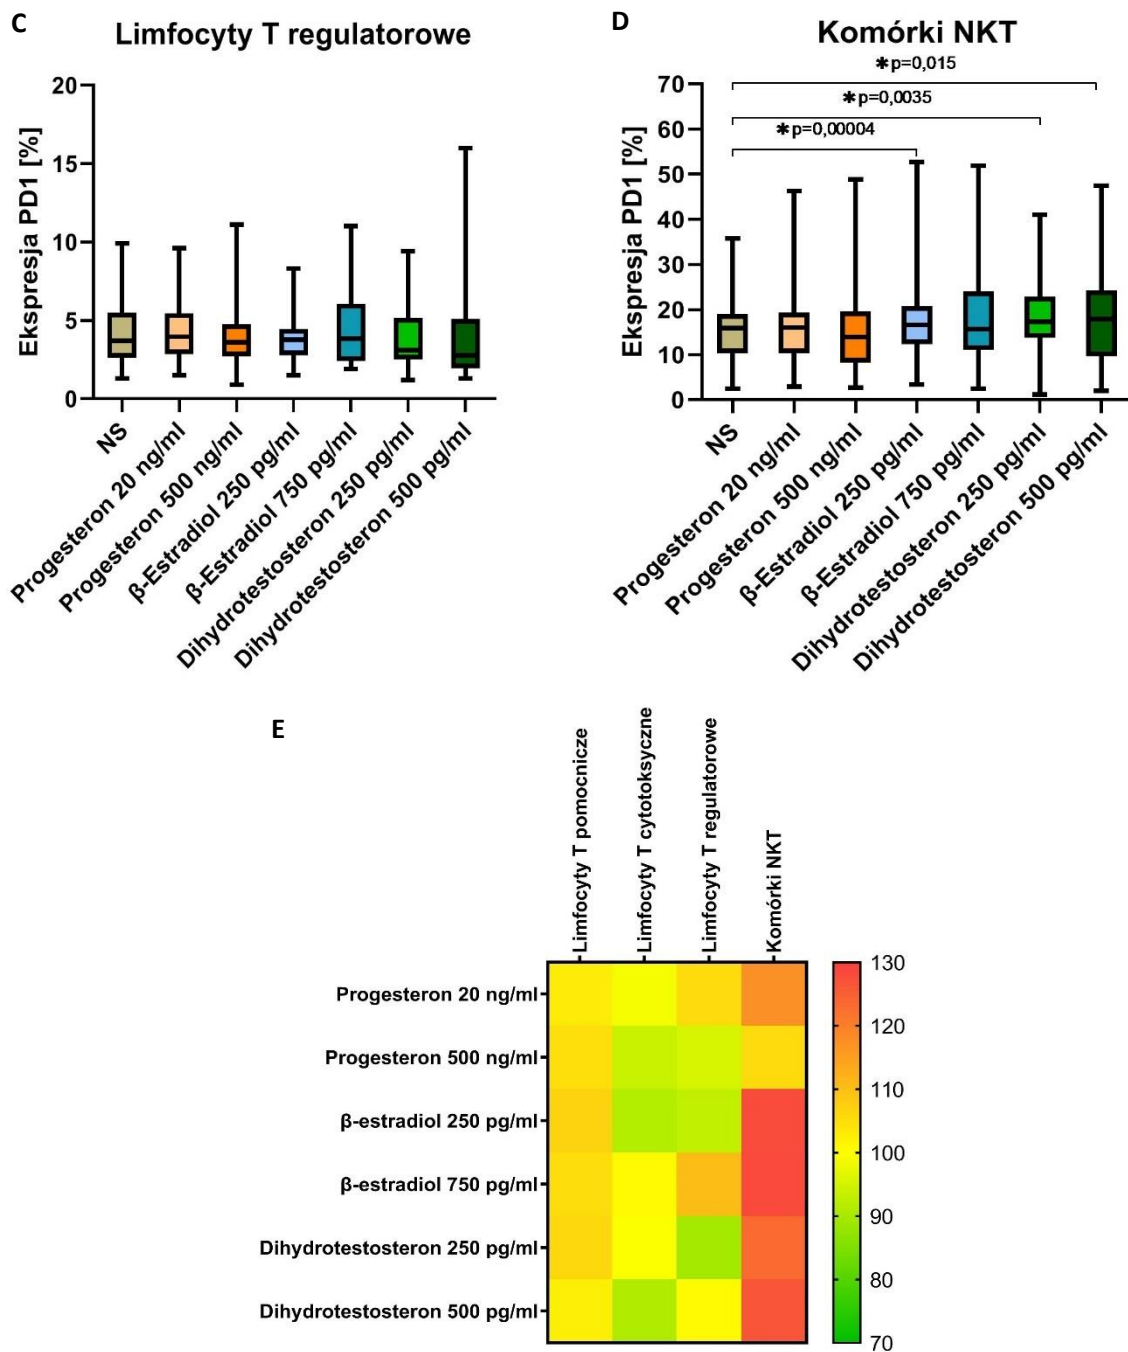 C
Limfocyty T regulatorowe
Ekspresja PD1 [%]
20
15
10
5
0
NS
Progesteron 20 ng/ml
Progesteron 500 ng/ml
β-Estradiol 250 pg/ml
β-Estradiol 750 pg/ml
Dihydrotestosteron 250 pg/ml
Dihydrotestosteron 500 pg/ml
D
Komórki NKT
∗p=0,015
∗p=0,0035
∗p=0,00004
Ekspresja PD1 [%]
70
60
50
40
30
20
10
0
NS
Progesteron 20 ng/ml
Progesteron 500 ng/ml
β-Estradiol 250 pg/ml
β-Estradiol 750 pg/ml
Dihydrotestosteron 250 pg/ml
Dihydrotestosteron 500 pg/ml
E
Limfocyty T pomocnicze
Limfocyty T cytotoksyczne
Limfocyty T regulatorowe
Komórki NKT
Progesteron 20 ng/ml
Progesteron 500 ng/ml
β-estradiol 250 pg/ml
β-estradiol 750 pg/ml
Dihydrotestosteron 250 pg/ml
Dihydrotestosteron 500 pg/ml
130
120
110
100
90
80
70